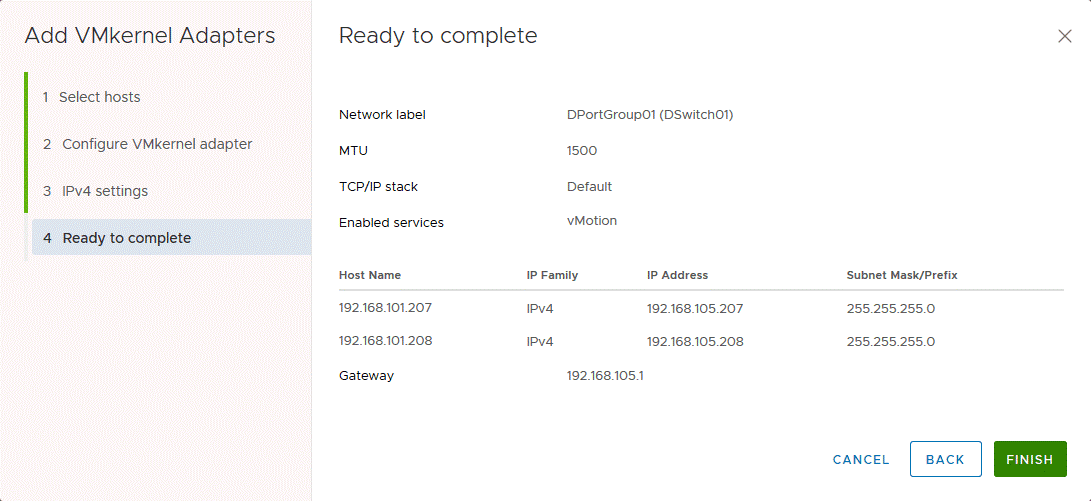 Add VMkernel Adapters
1 Select hosts
2 Configure VMkernel adapter
3 IPv4 settings
4 Ready to complete
Ready to complete
Network label DPortGroup01 (DSwitch01)
MTU 1500
TCP/IP stack Default
Enabled services vMotion
Host Name IP Family IP Address Subnet Mask/Prefix
192.168.101.207 IPv4 192.168.105.207 255.255.255.0
192.168.101.208 IPv4 192.168.105.208 255.255.255.0
Gateway 192.168.105.1
CANCEL BACK FINISH